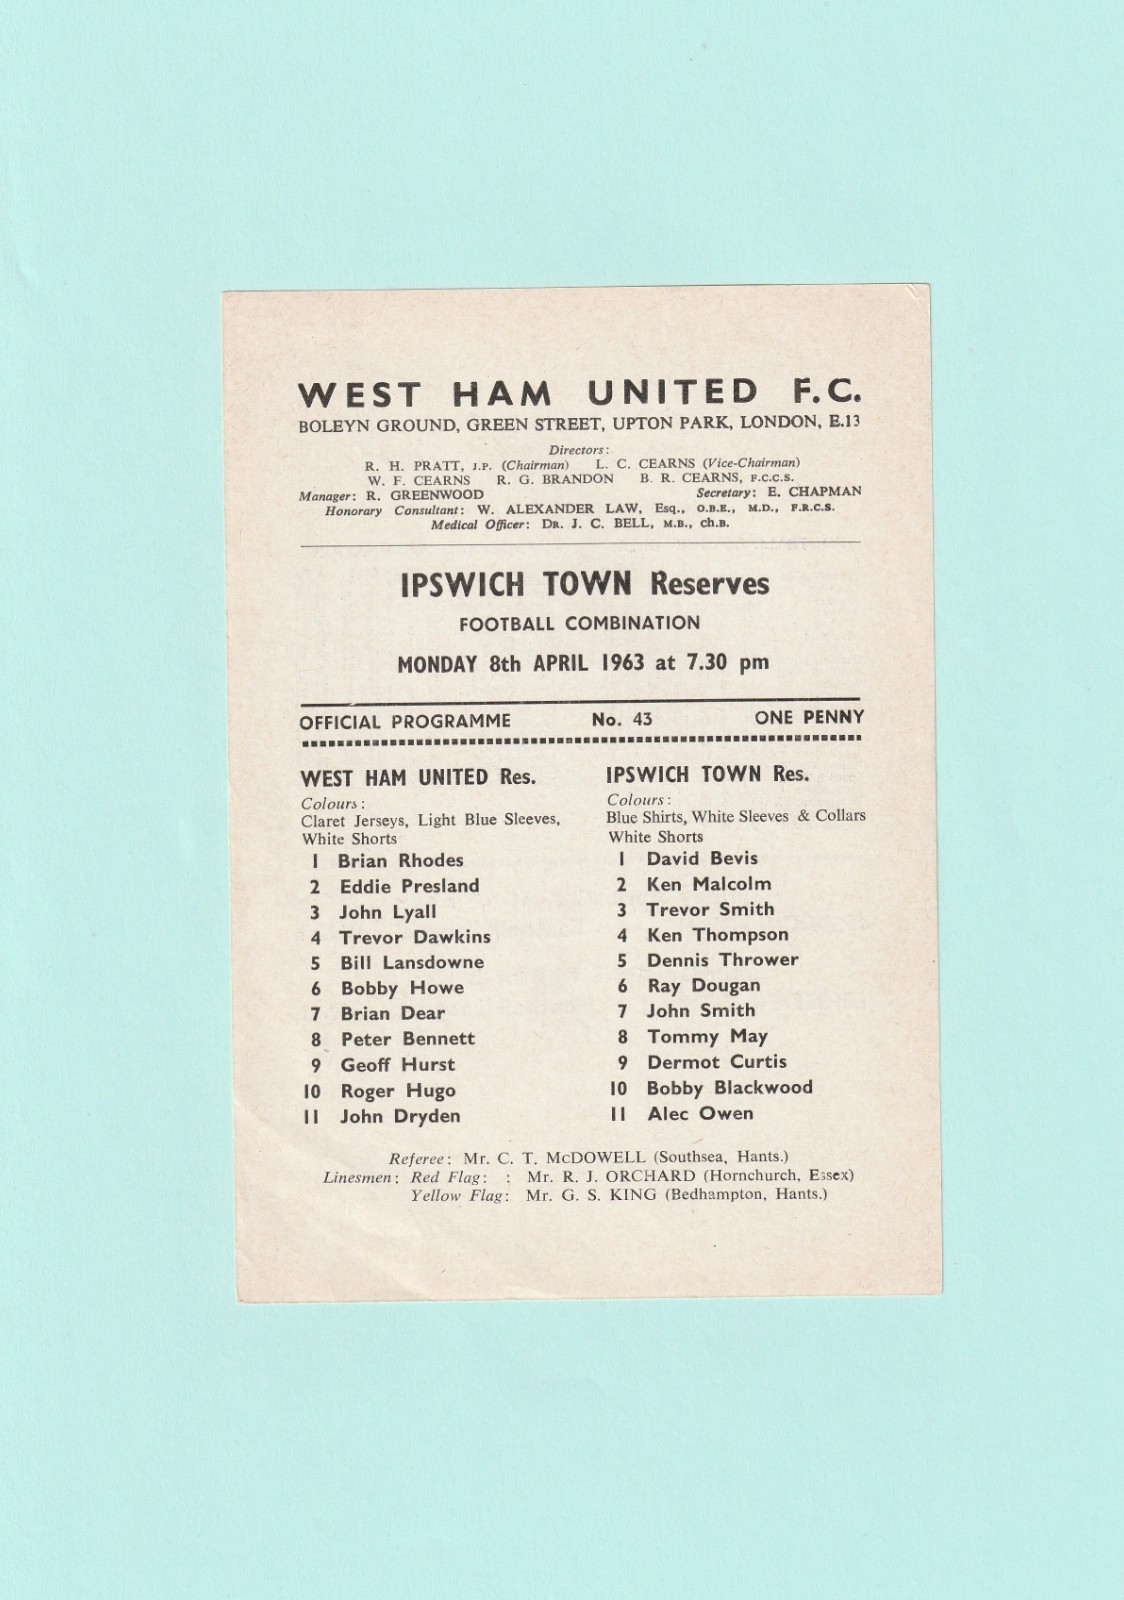 WEST HAM UNITED F.C.
BOLEYN GROUND, GREEN STREET, UPTON PARK, LONDON, E.13
Directors:
R. H. PRATT, J.P. (Chairman) L. C. CEARNS (Vice-Chairman)
W. F. CEARNS R. G. BRANDON B. R. CEARNS, F.C.C.S.
Manager: R. GREENWOOD Secretary: E. CHAPMAN
Honorary Consultant: W. ALEXANDER LAW, Esq., O.B.E., M.D., F.R.C.S.
Medical Officer: DR. J. C. BELL, M.B., Ch.B.
IPSWICH TOWN Reserves
FOOTBALL COMBINATION
MONDAY 8th APRIL 1963 at 7.30 pm
OFFICIAL PROGRAMME No. 43 ONE PENNY
WEST HAM UNITED Res.
Colours:
Claret Jerseys, Light Blue Sleeves,
White Shorts
1 Brian Rhodes
2 Eddie Presland
3 John Lyall
4 Trevor Dawkins
5 Bill Lansdowne
6 Bobby Howe
7 Brian Dear
8 Peter Bennett
9 Geoff Hurst
10 Roger Hugo
11 John Dryden
IPSWICH TOWN Res.
Colours:
Blue Shirts, White Sleeves & Collars
White Shorts
1 David Bevis
2 Ken Malcolm
3 Trevor Smith
4 Ken Thompson
5 Dennis Thrower
6 Ray Dougan
7 John Smith
8 Tommy May
9 Dermot Curtis
10 Bobby Blackwood
11 Alec Owen
Referee: Mr. C. T. McDOWELL (Southsea, Hants.)
Linesmen: Red Flag: : Mr. R. J. ORCHARD (Hornchurch, Essex)
Yellow Flag: Mr. G. S. KING (Bedhampton, Hants.)